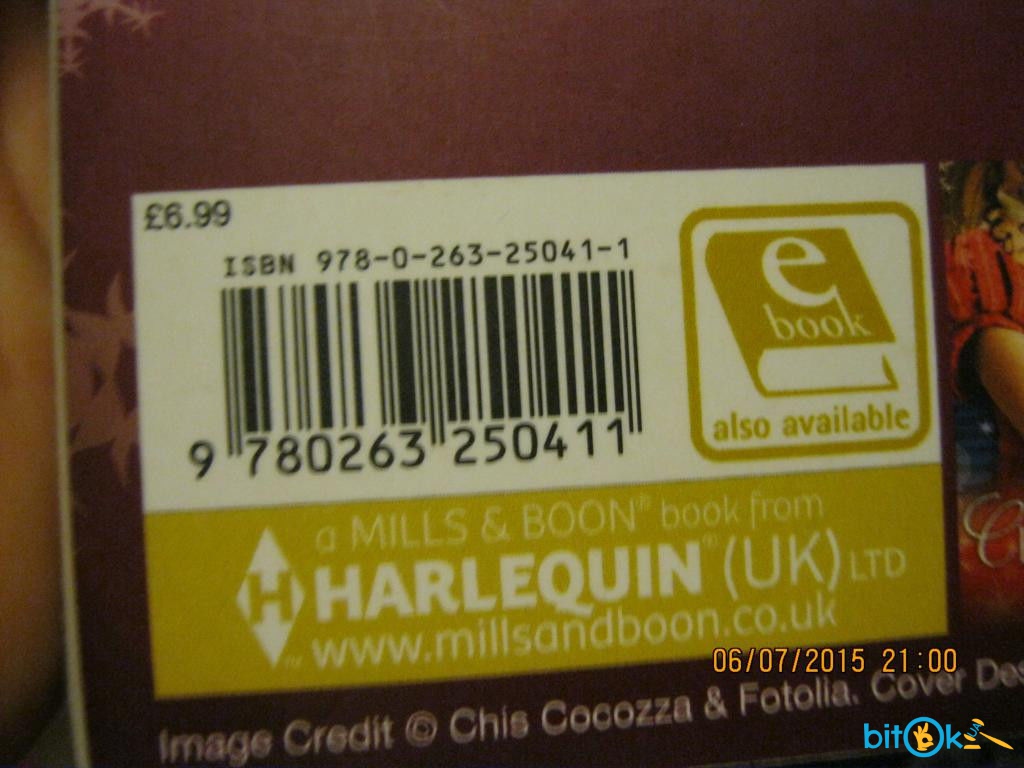 £6.99
ISBN 978-0-263-25041-1
9 780263 250411
e
book
also available
a MILLS & BOON® book from
H HARLEQUIN® (UK) LTD
™ www.millsandboon.co.uk
06/07/2015 21:00
Image Credit © Chis Cocozza & Fotolia. Cover Des
bitOk UA